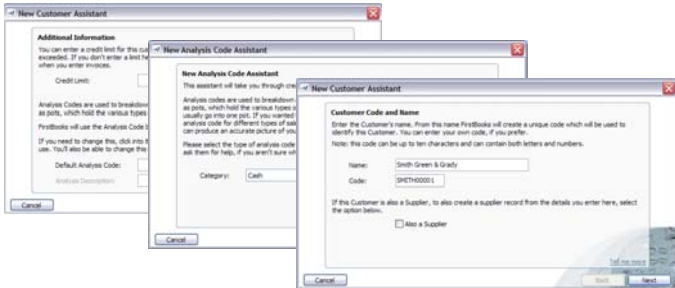 New Customer Assistant
Additional Information
You can enter a credit limit for this cus
exceeded. If you don't enter a limit he
when you enter invoices.
Credit Limit:
Analysis Codes are used to breakdown
as pots, which hold the various types
FirstBooks will use the Analysis Code
If you need to change this, click into
use. You'll also be able to change this
Default Analysis Code:
Analysis Description:
Cancel
New Analysis Code Assistant
New Analysis Code Assistant
This assistant will take you through cre
Analysis codes are used to breakdown
as pots, which hold the various types o
usually go into one pot. If you wanted
analysis code for different types of sal
can produce an accurate picture of you
Please select the type of analysis code
ask them for help, if you aren't sure wh
Category: Cash
Cancel
New Customer Assistant
Customer Code and Name
Enter the Customer's name. From this name FirstBooks will create a unique code which will be used to
identify this Customer. You can enter your own code, if you prefer.
Note: this code can be up to ten characters and can contain both letters and numbers.
Name: Smith Green & Grady
Code: SMITH00001
If this Customer is also a Supplier, to also create a supplier record from the details you enter here, select
the option below.
Also a Supplier
Tell me more
Cancel Back Next